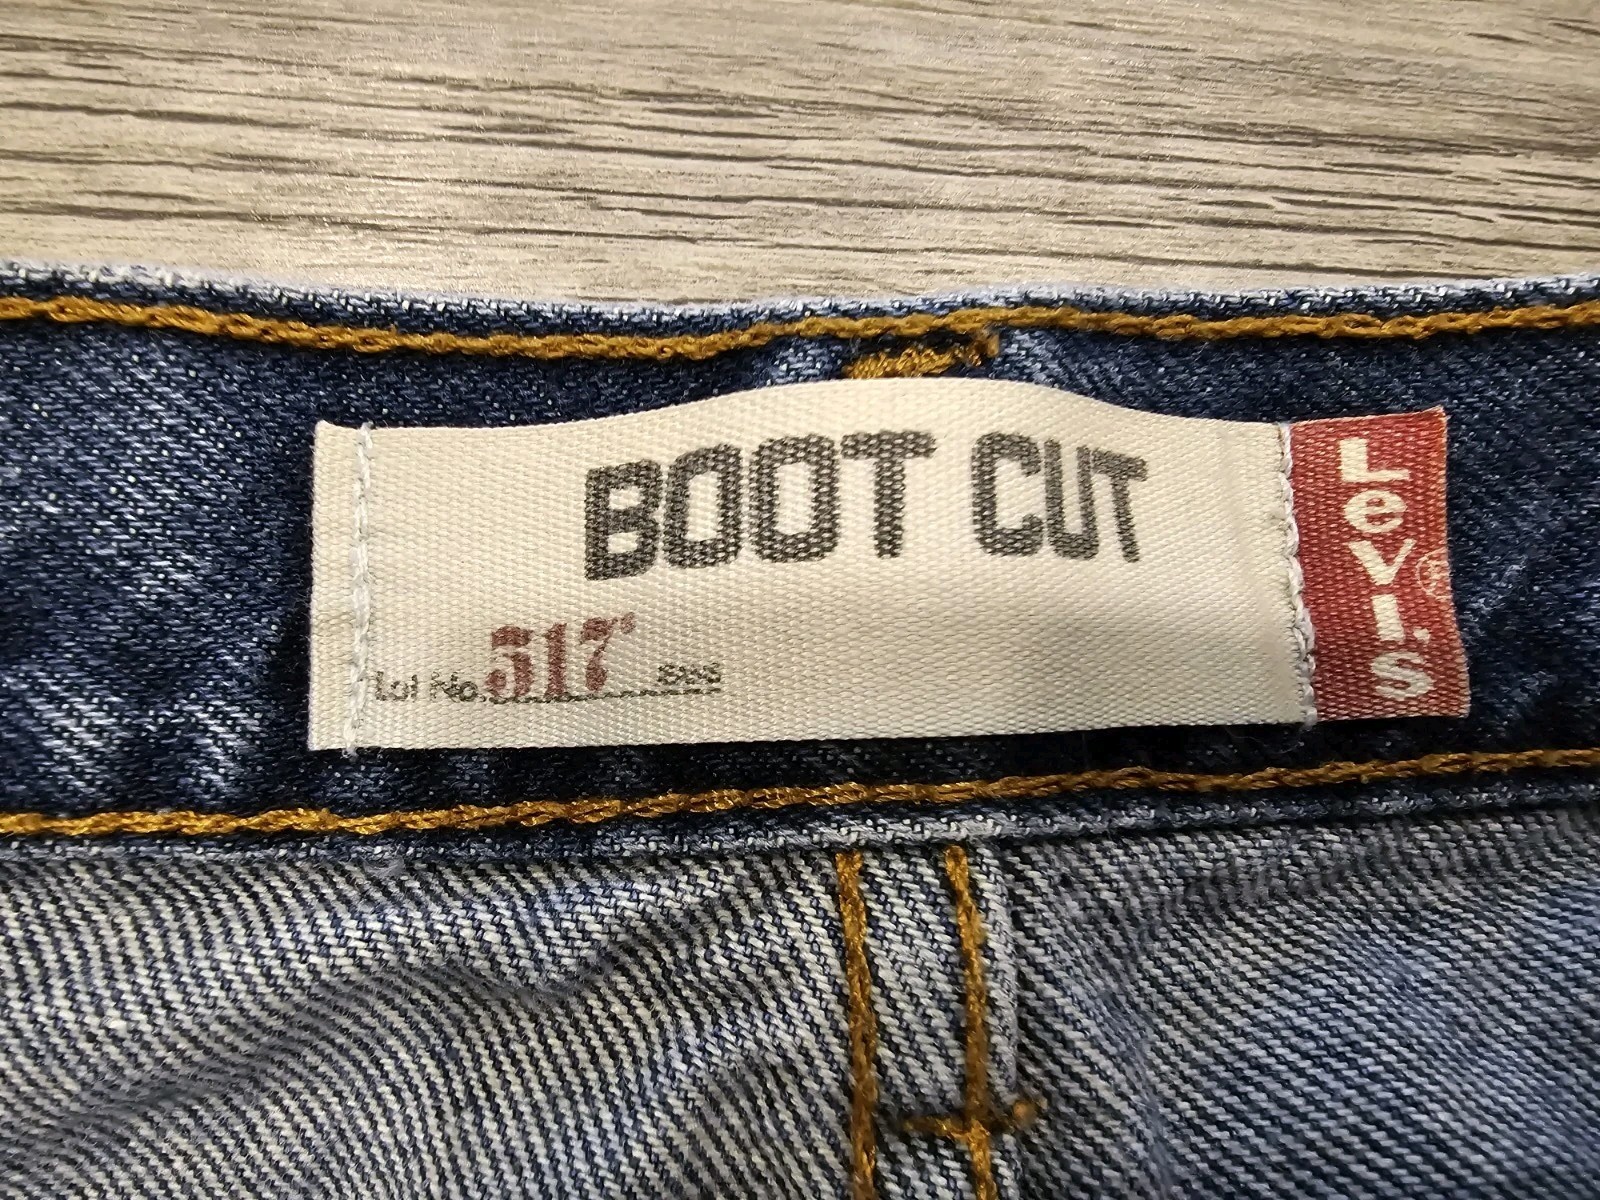 BOOT CUT
Lot No. 517
Levi's ®